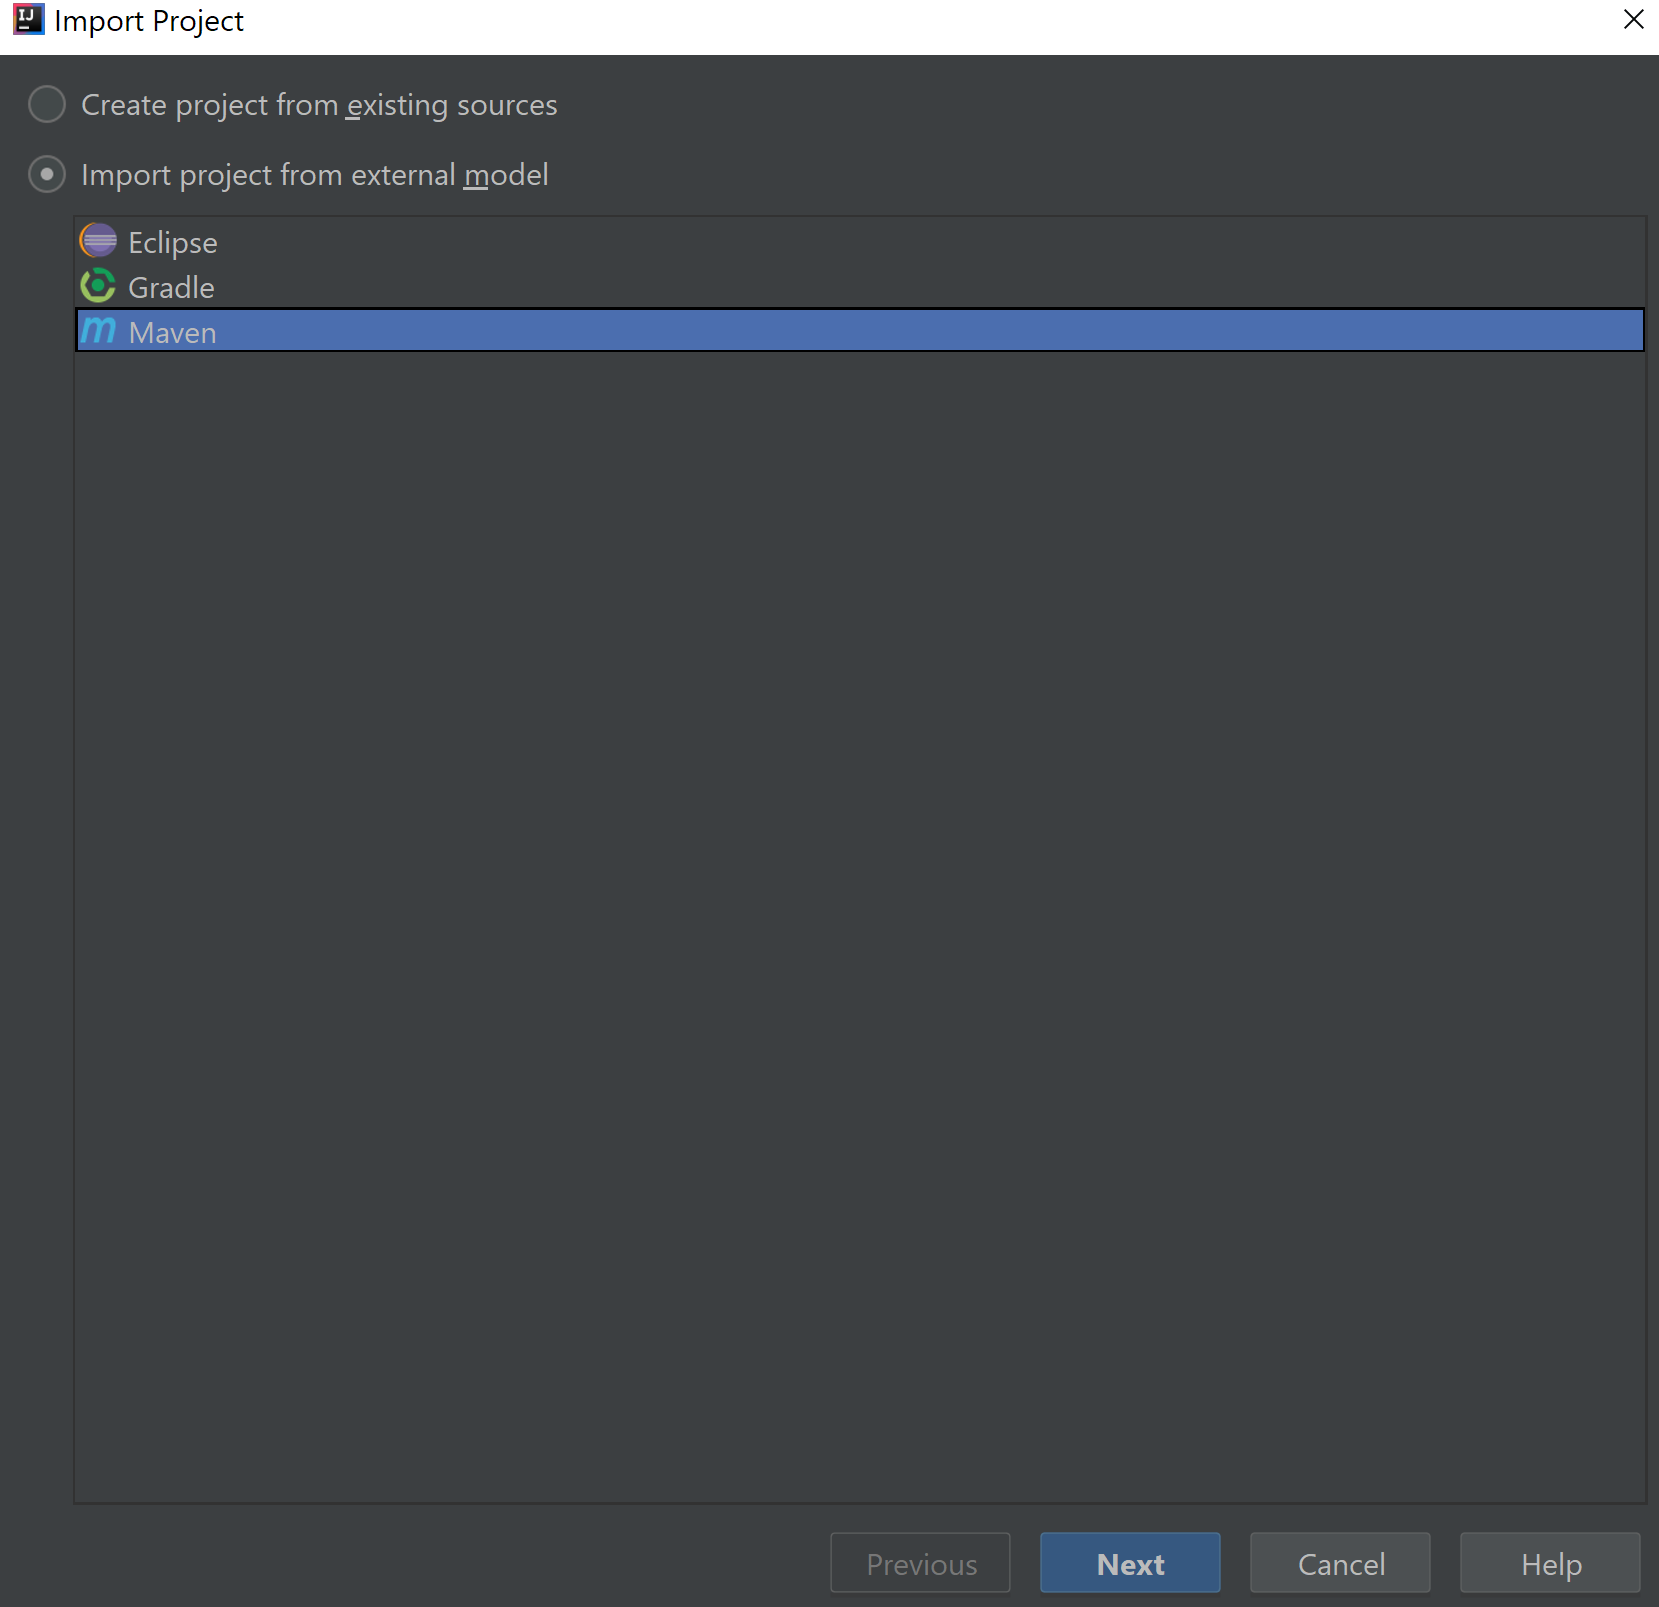 IJ Import Project
Create project from existing sources
Import project from external model
Eclipse
Gradle
m Maven
Previous Next Cancel Help